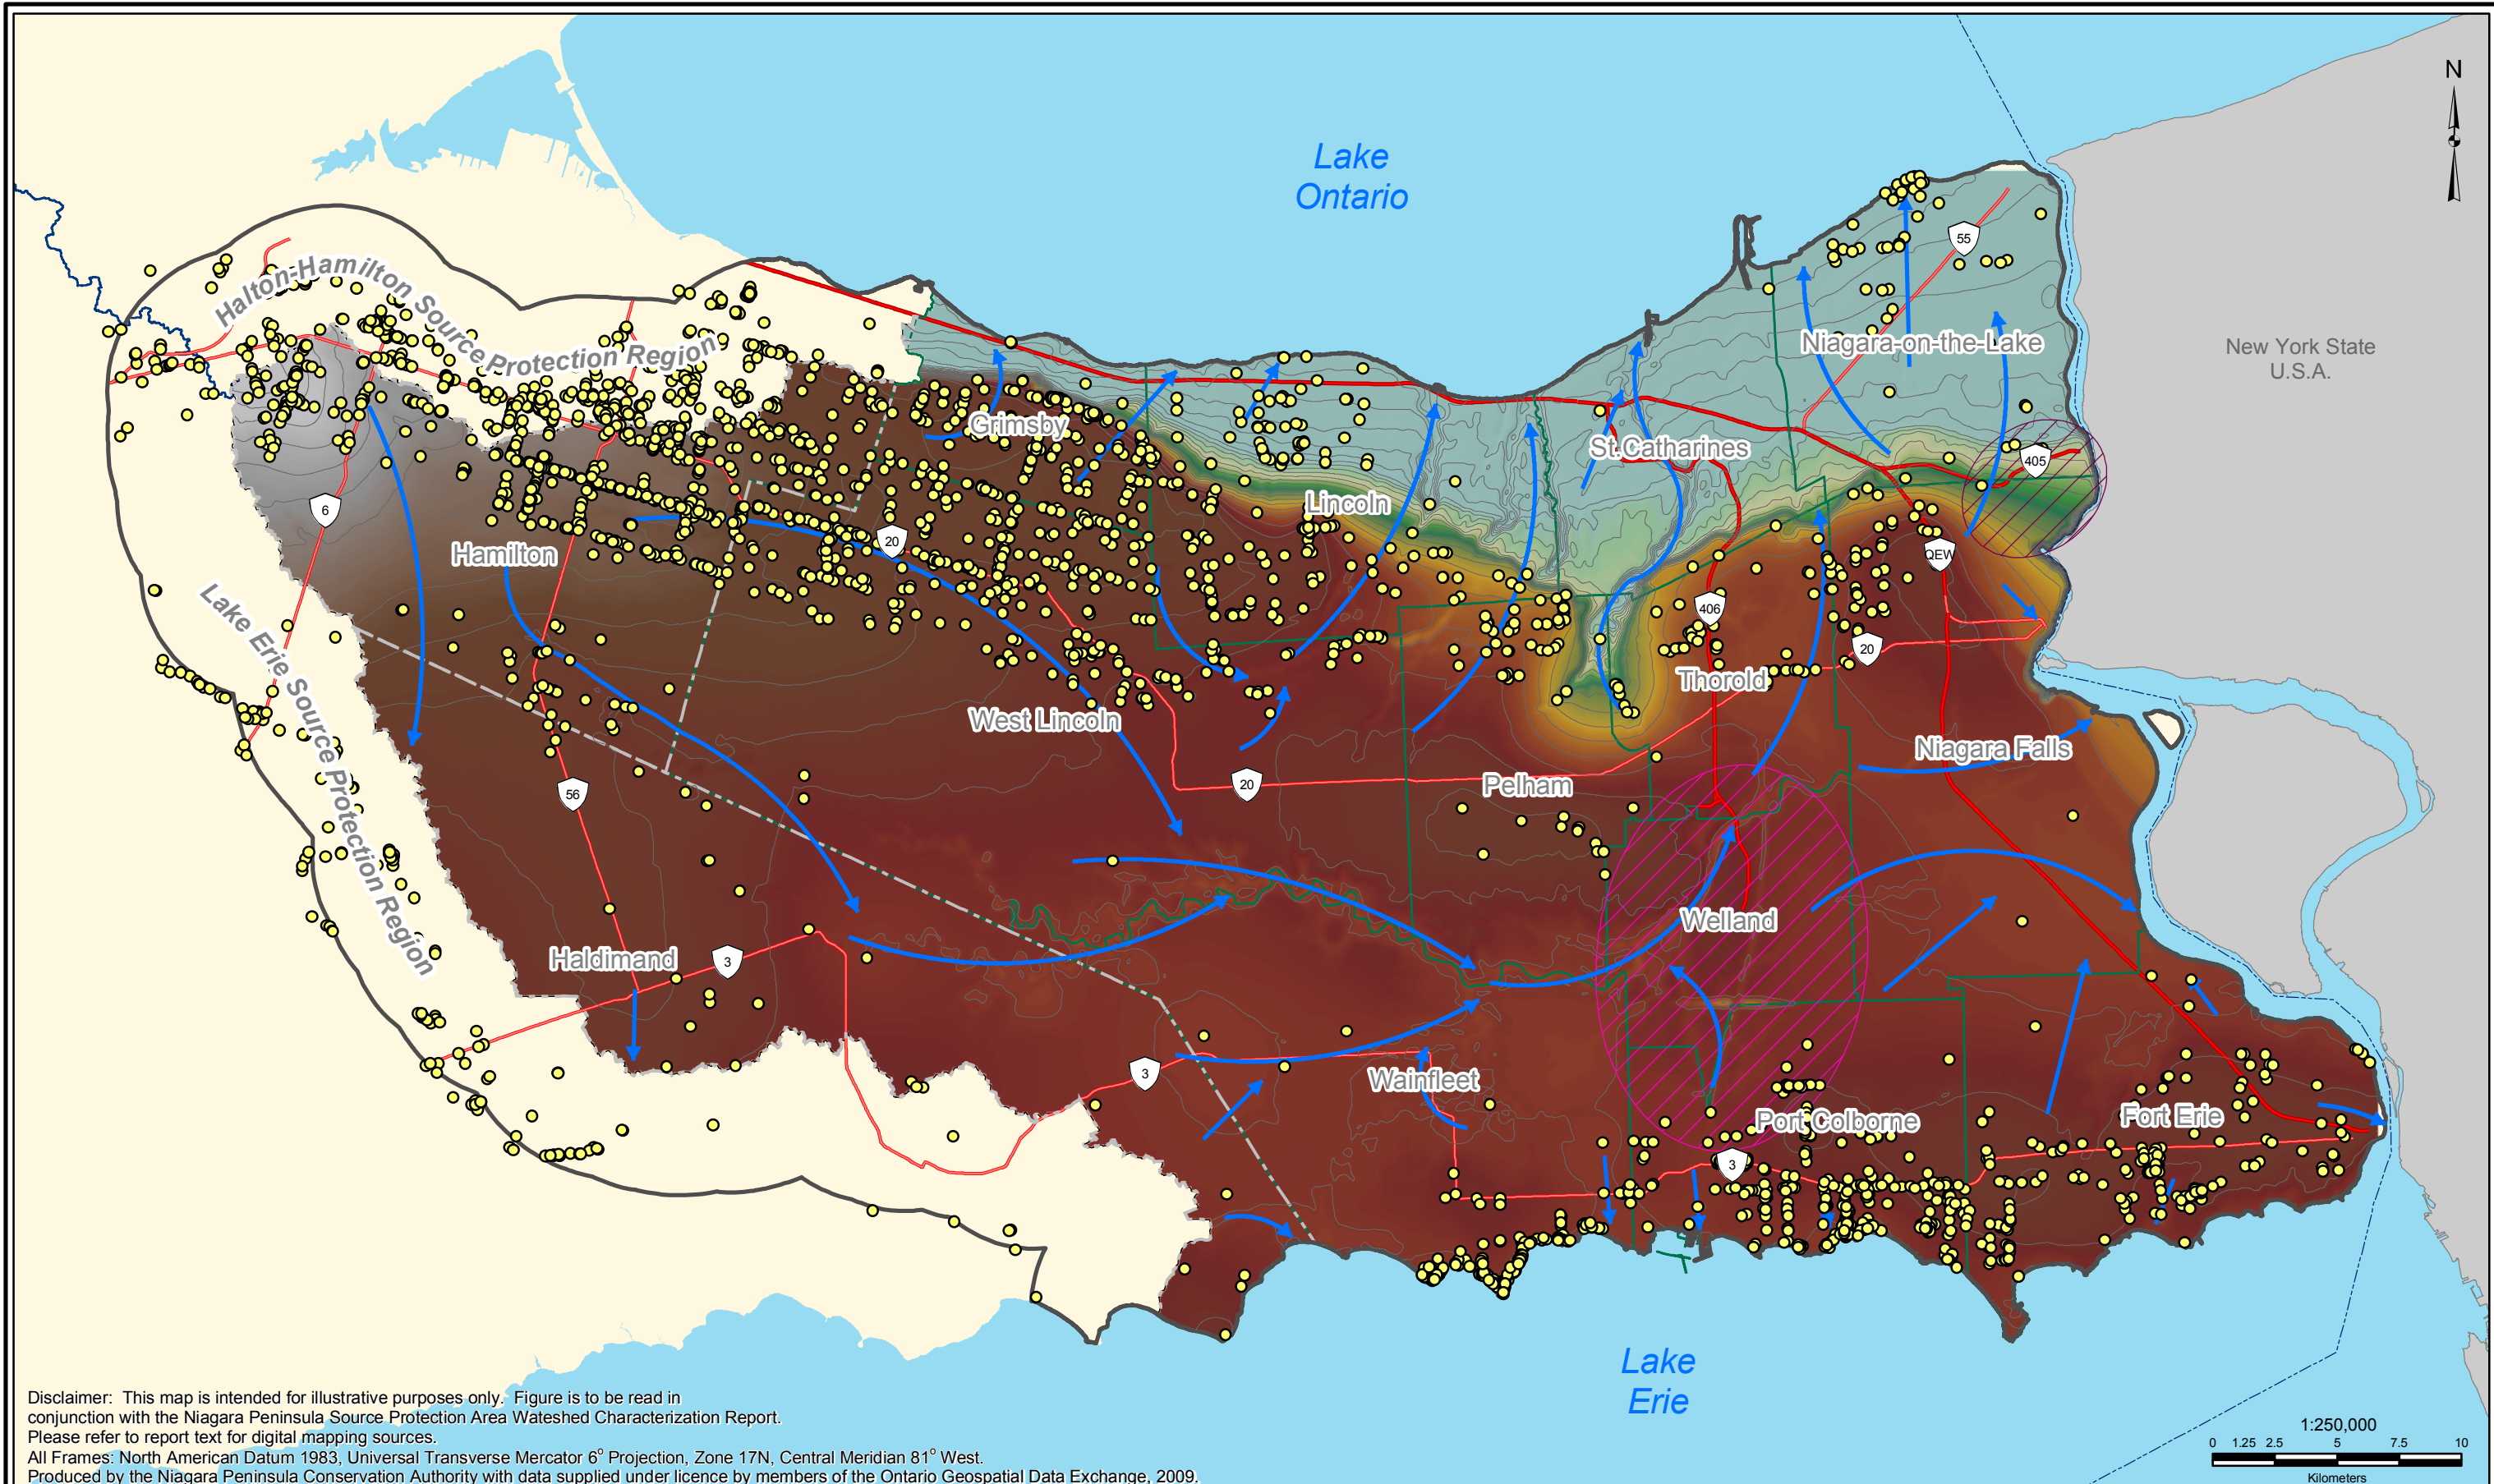 N
Lake
Ontario
55
New York State
U.S.A.
Halton-Hamilton Source Protection Region
Niagara-on-the-Lake
Grimsby
St.Catharines
405
Lincoln
6
20
QEW
Hamilton
406
20
Lake Erie Source Protection Region
Thorold
West Lincoln
Niagara Falls
20
Pelham
56
Welland
Haldimand
3
3
Wainfleet
Port Colborne
Fort Erie
3
Lake
Erie
Disclaimer: This map is intended for illustrative purposes only. Figure is to be read in
conjunction with the Niagara Peninsula Source Protection Area Wateshed Characterization Report.
Please refer to report text for digital mapping sources.
All Frames: North American Datum 1983, Universal Transverse Mercator 6° Projection, Zone 17N, Central Meridian 81° West.
Produced by the Niagara Peninsula Conservation Authority with data supplied under licence by members of the Ontario Geospatial Data Exchange, 2009.
1:250,000
0 1.25 2.5 5 7.5 10
Kilometers